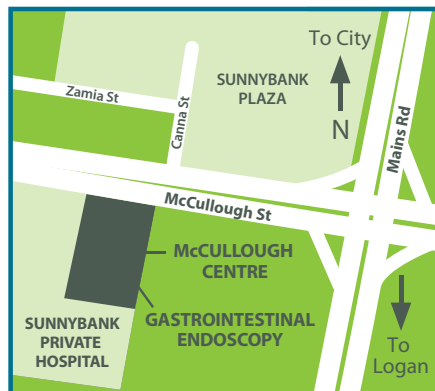 To City
SUNNYBANK
PLAZA
N
Zamia St
Canna St
Mains Rd
McCullough St
McCULLOUGH
CENTRE
GASTROINTESTINAL
ENDOSCOPY
SUNNYBANK
PRIVATE
HOSPITAL
To
Logan